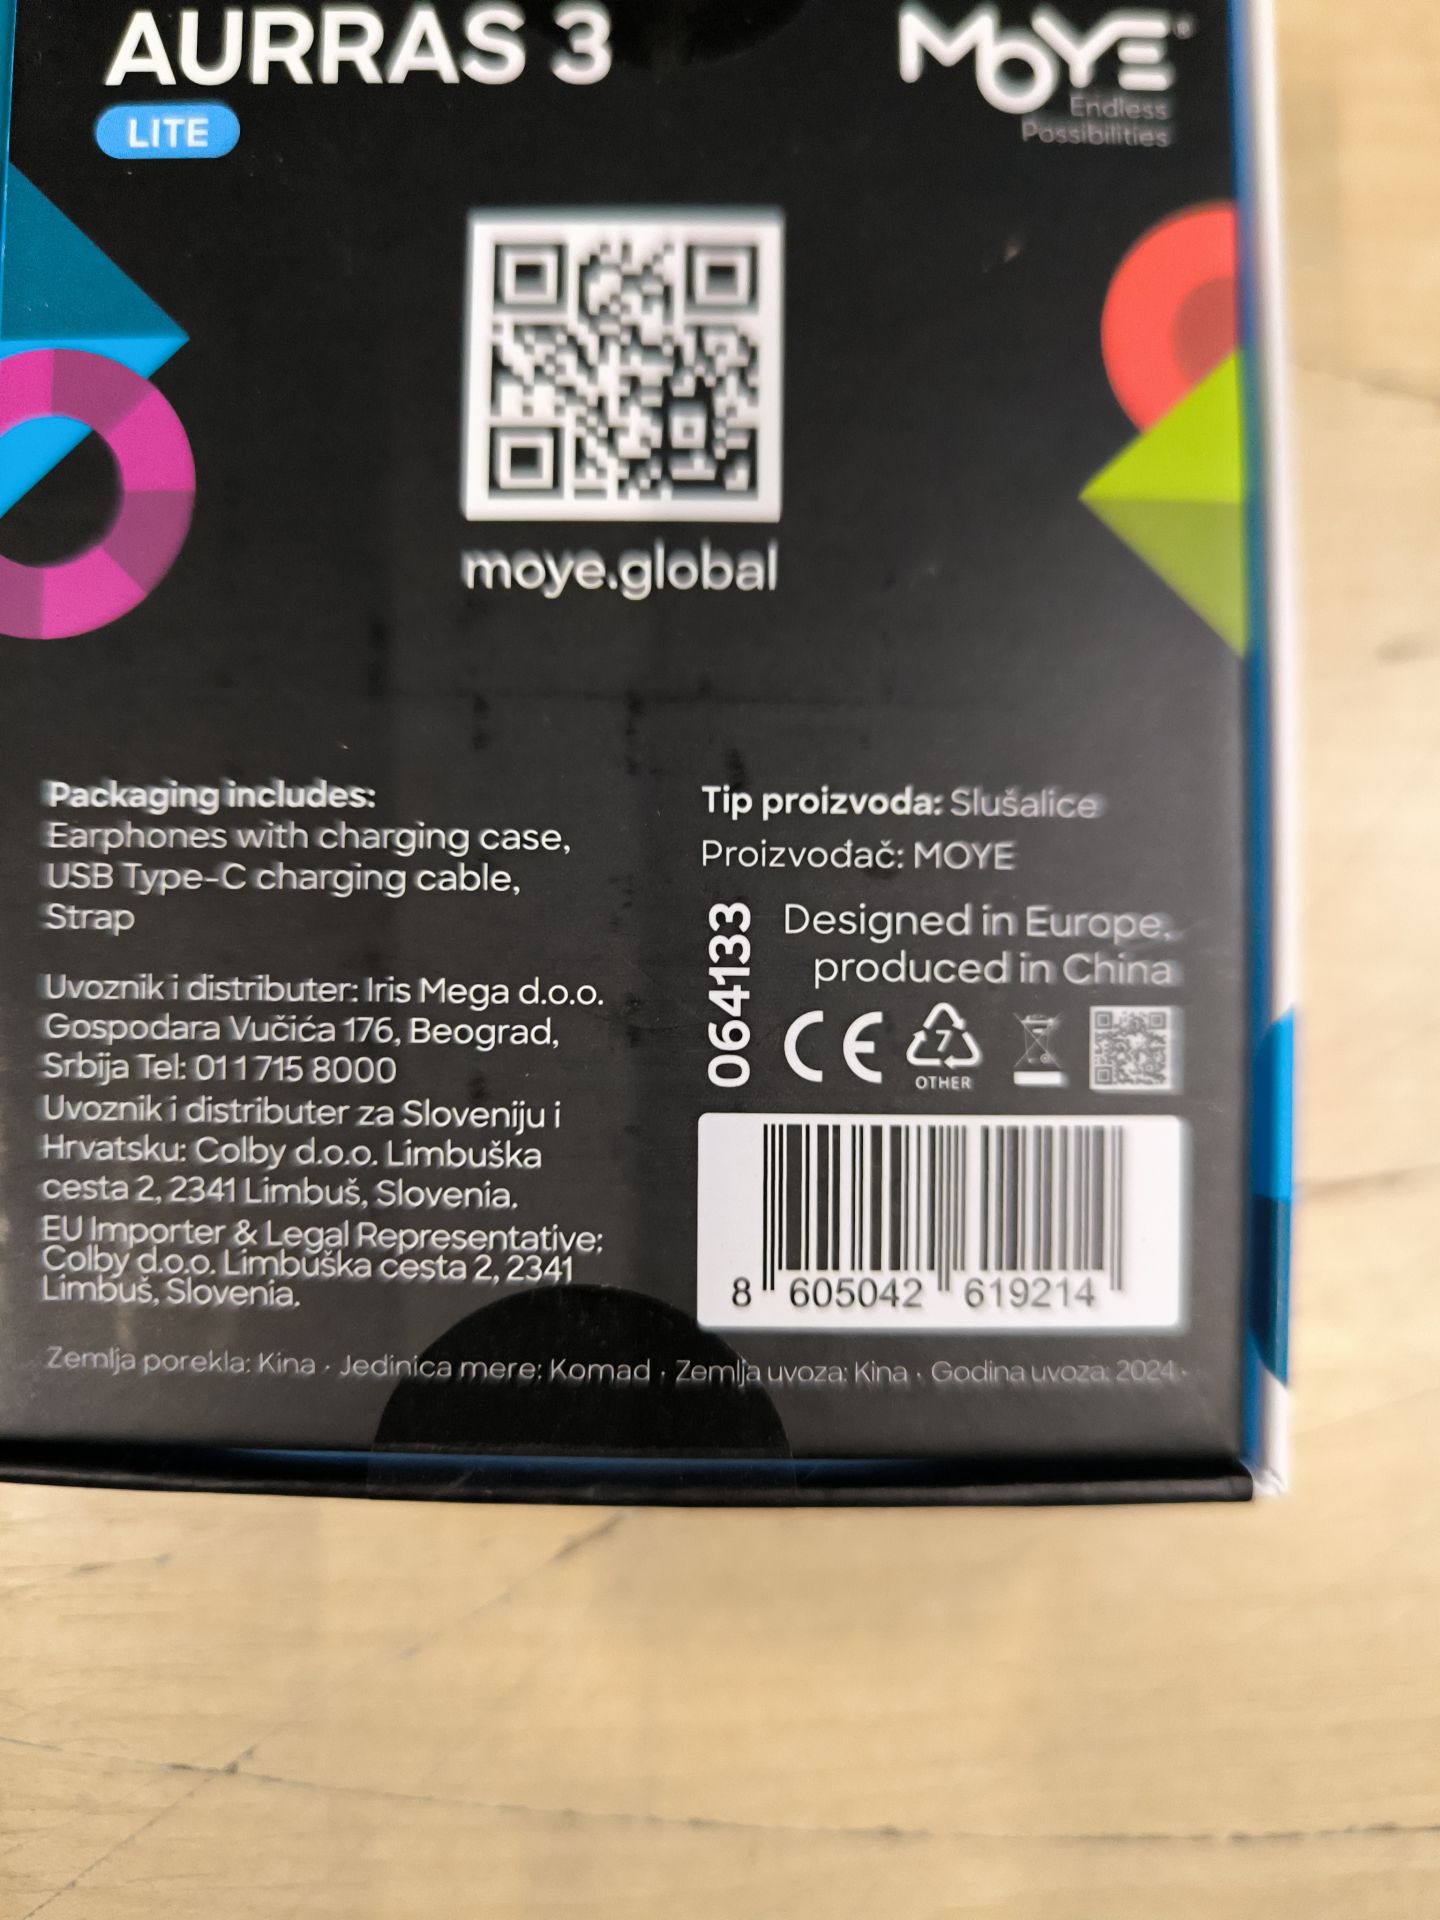 AURRAS 3
LITE
MOYE®
Endless
Possibilities
moye.global
Packaging includes:
Earphones with charging case,
USB Type-C charging cable,
Strap
Uvoznik i distributer: Iris Mega d.o.o.
Gospodara Vučića 176, Beograd,
Srbija Tel: 011 715 8000
Uvoznik i distributer za Sloveniju i
Hrvatsku: Colby d.o.o. Limbuška
cesta 2, 2341 Limbuš, Slovenia.
EU Importer & Legal Representative:
Colby d.o.o. Limbuška cesta 2, 2341
Limbuš, Slovenia.
Tip proizvoda: Slušalice
Proizvođač: MOYE
064133
Designed in Europe,
produced in China
CE
7
OTHER
8 605042 619214
Zemlja porekla: Kina · Jedinica mere: Komad · Zemlja uvoza: Kina · Godina uvoza: 2024 ·